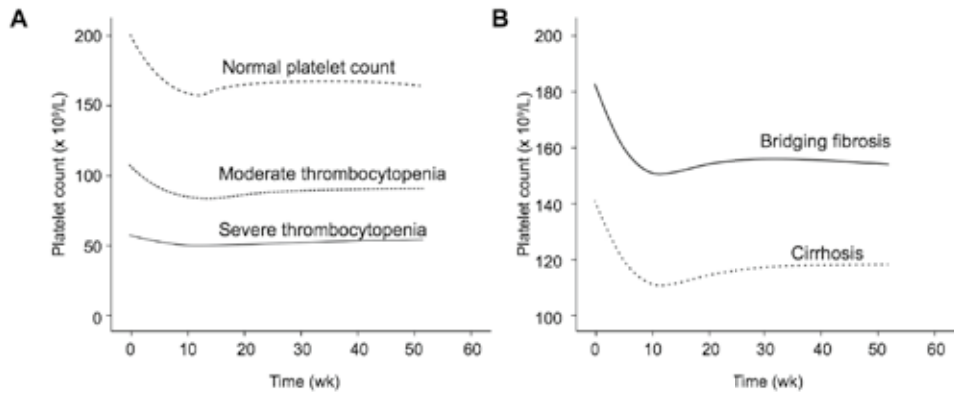 A
Platelet count (x 10⁹/L)
200
150
100
50
0
Normal platelet count
Moderate thrombocytopenia
Severe thrombocytopenia
0 10 20 30 40 50 60
Time (wk)
B
Platelet count (x 10⁹/L)
200
180
160
140
120
100
Bridging fibrosis
Cirrhosis
0 10 20 30 40 50 60
Time (wk)